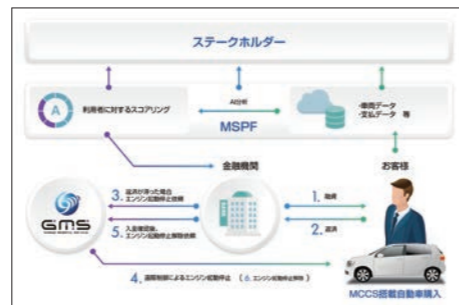 ステークホルダー
A
利用者に対するスコアリング
AI分析
MSPF
・車両データ
・支払データ 等
金融機関
お客様
GMS
3. 返済が滞った場合
エンジン起動停止依頼
5. 入金確認後、
エンジン起動停止解除依頼
1. 融資
2. 返済
4. 遠隔制御によるエンジン起動停止 (6. エンジン起動停止解除)
MCCS搭載自動車購入